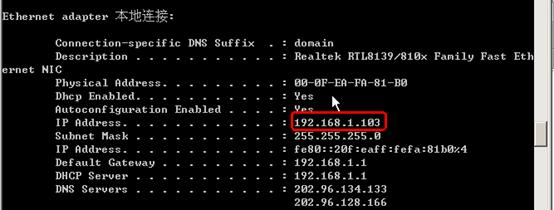 Ethernet adapter 本地连接:
Connection-specific DNS Suffix . : domain
Description . . . . . . . . . . . : Realtek RTL8139/810x Family Fast Eth
ernet NIC
Physical Address. . . . . . . . . : 00-0F-EA-FA-81-B0
Dhcp Enabled. . . . . . . . . . . : Yes
Autoconfiguration Enabled . . . . : Yes
IP Address. . . . . . . . . . . . : 192.168.1.103
Subnet Mask . . . . . . . . . . . : 255.255.255.0
IP Address. . . . . . . . . . . . : fe80::20f:eaff:fefa:81b0%4
Default Gateway . . . . . . . . . : 192.168.1.1
DHCP Server . . . . . . . . . . . : 192.168.1.1
DNS Servers . . . . . . . . . . . : 202.96.134.133
202.96.128.166